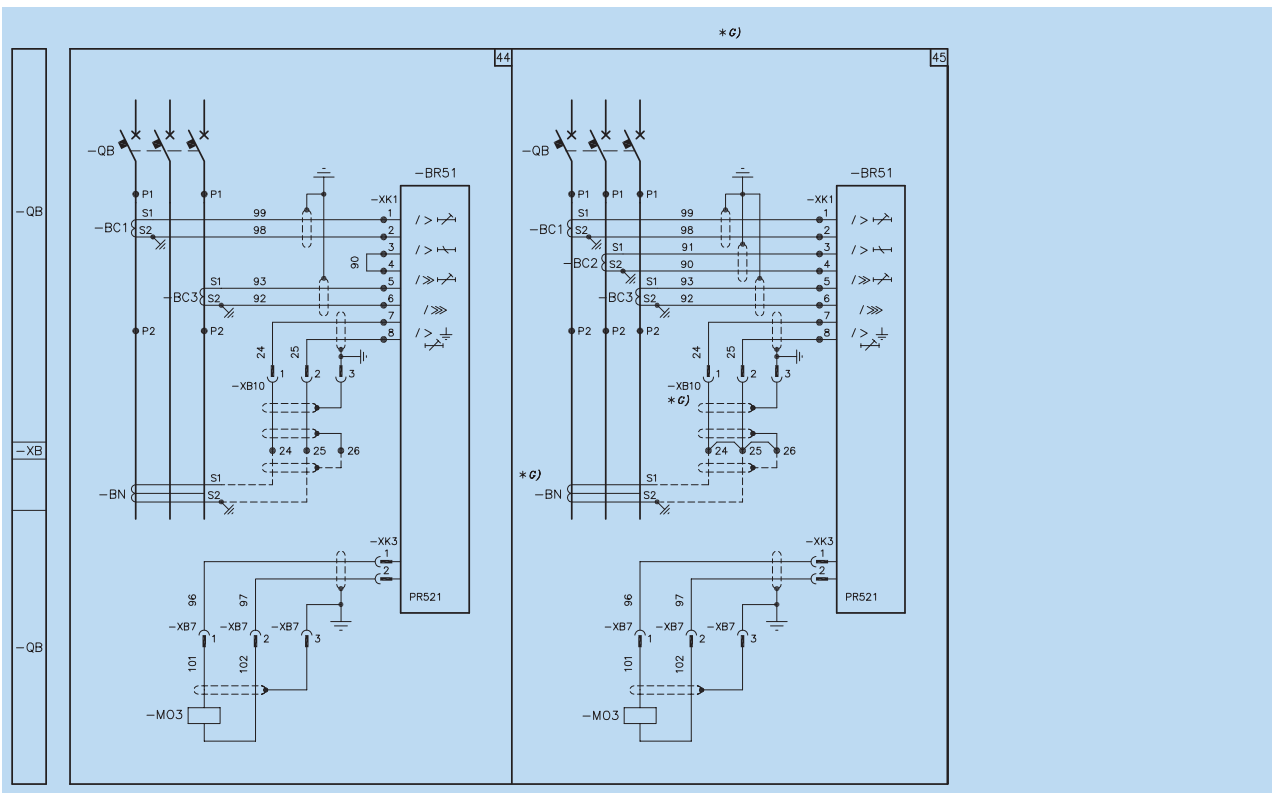 *G)
44
45
-QB
-XB
-QB
-QB
-BR51
P1
P1
-XK1
S1
99
1
/>
-BC1
S2
98
2
3
/>
90
4
S1
93
5
/≫
-BC3
S2
92
6
/⋙
7
P2
P2
8
/>
24
25
1
2
3
-XB10
24
25
26
S1
-BN
S2
-XK3
1
2
96
97
PR521
-XB7
-XB7
-XB7
1
2
3
101
102
-MO3
-QB
-BR51
P1
P1
P1
-XK1
S1
99
1
/>
-BC1
S2
98
2
S1
91
3
/>
-BC2
S2
90
4
S1
93
5
/≫
-BC3
S2
92
6
/⋙
7
P2
P2
P2
8
/>
24
25
1
2
3
-XB10
*G)
24
25
26
*G)
S1
-BN
S2
-XK3
1
2
96
97
PR521
-XB7
-XB7
-XB7
1
2
3
101
102
-MO3